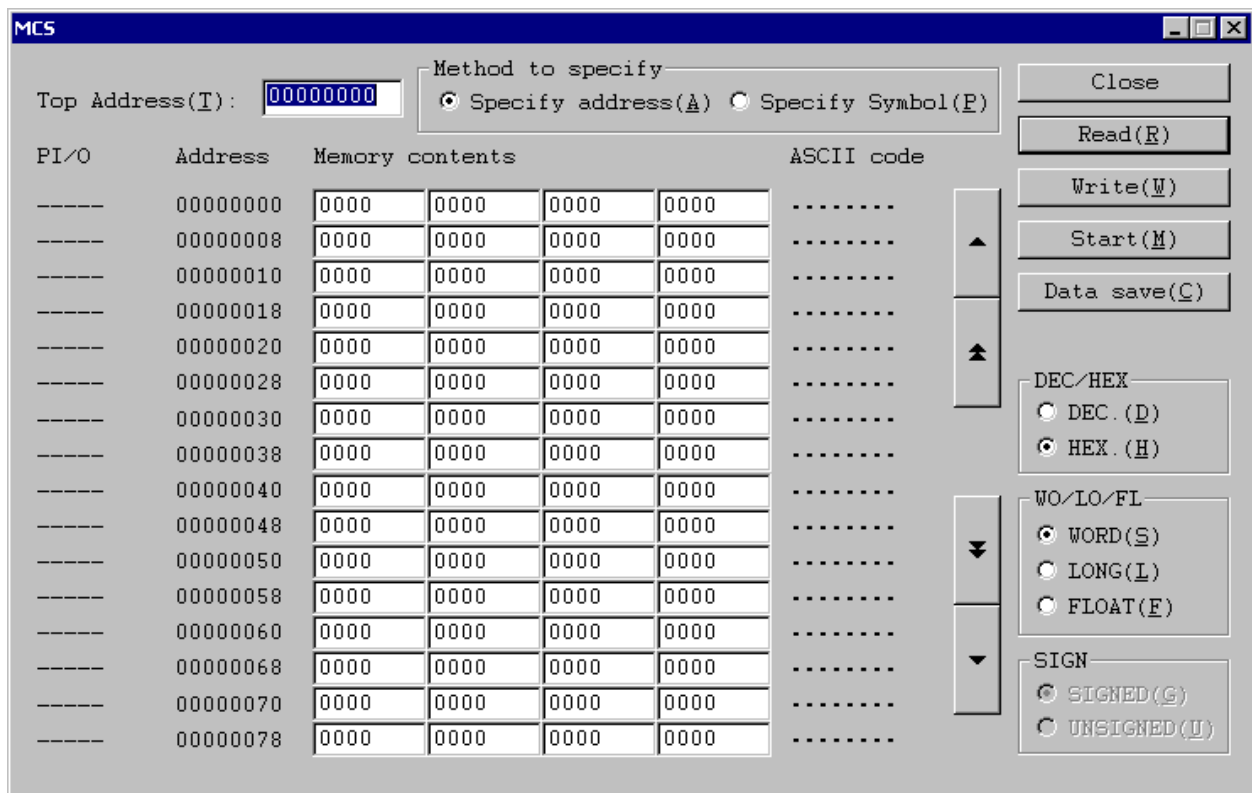 MCS
Method to specify
Top Address(T): 00000000 Specify address(A) Specify Symbol(P)
PI/O Address Memory contents ASCII code
----- 00000000 0000 0000 0000 0000 ........
----- 00000008 0000 0000 0000 0000 ........
----- 00000010 0000 0000 0000 0000 ........
----- 00000018 0000 0000 0000 0000 ........
----- 00000020 0000 0000 0000 0000 ........
----- 00000028 0000 0000 0000 0000 ........
----- 00000030 0000 0000 0000 0000 ........
----- 00000038 0000 0000 0000 0000 ........
----- 00000040 0000 0000 0000 0000 ........
----- 00000048 0000 0000 0000 0000 ........
----- 00000050 0000 0000 0000 0000 ........
----- 00000058 0000 0000 0000 0000 ........
----- 00000060 0000 0000 0000 0000 ........
----- 00000068 0000 0000 0000 0000 ........
----- 00000070 0000 0000 0000 0000 ........
----- 00000078 0000 0000 0000 0000 ........
Close
Read(R)
Write(W)
Start(M)
Data save(C)
DEC/HEX
DEC.(D)
HEX.(H)
WO/LO/FL
WORD(S)
LONG(L)
FLOAT(F)
SIGN
SIGNED(G)
UNSIGNED(U)